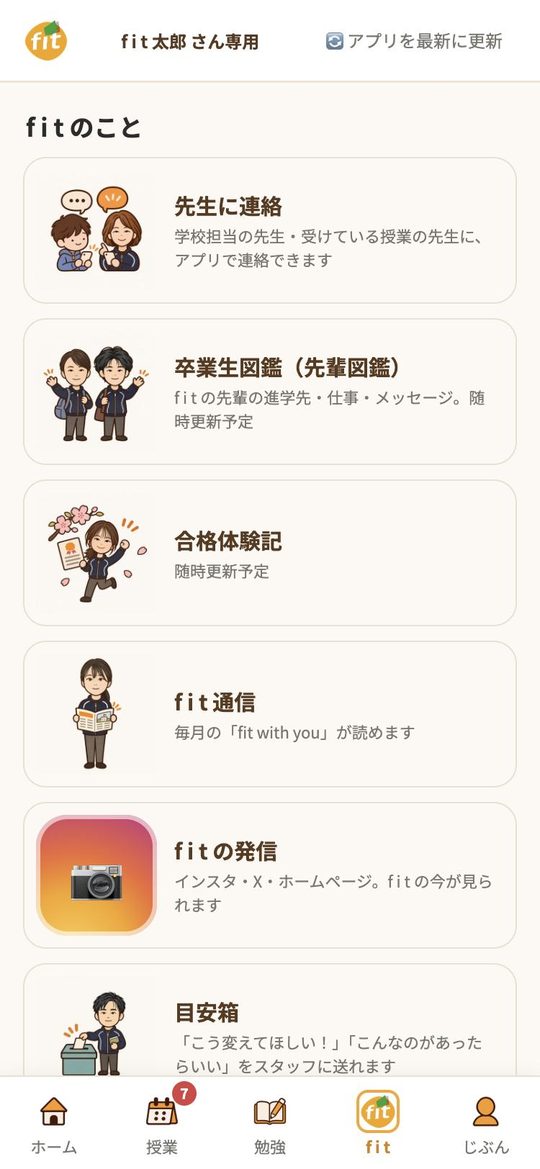 fit
fit太郎 さん専用
アプリを最新に更新
fitのこと
先生に連絡
学校担当の先生・受けている授業の先生に、
アプリで連絡できます
卒業生図鑑（先輩図鑑）
fitの先輩の進学先・仕事・メッセージ。随
時更新予定
合格体験記
随時更新予定
fit通信
毎月の「fit with you」が読めます
fitの発信
インスタ・X・ホームページ。fitの今が見ら
れます
目安箱
「こう変えてほしい！」「こんなのがあった
らいい」をスタッフに送れます
7
fit
ホーム
授業
勉強
fit
じぶん